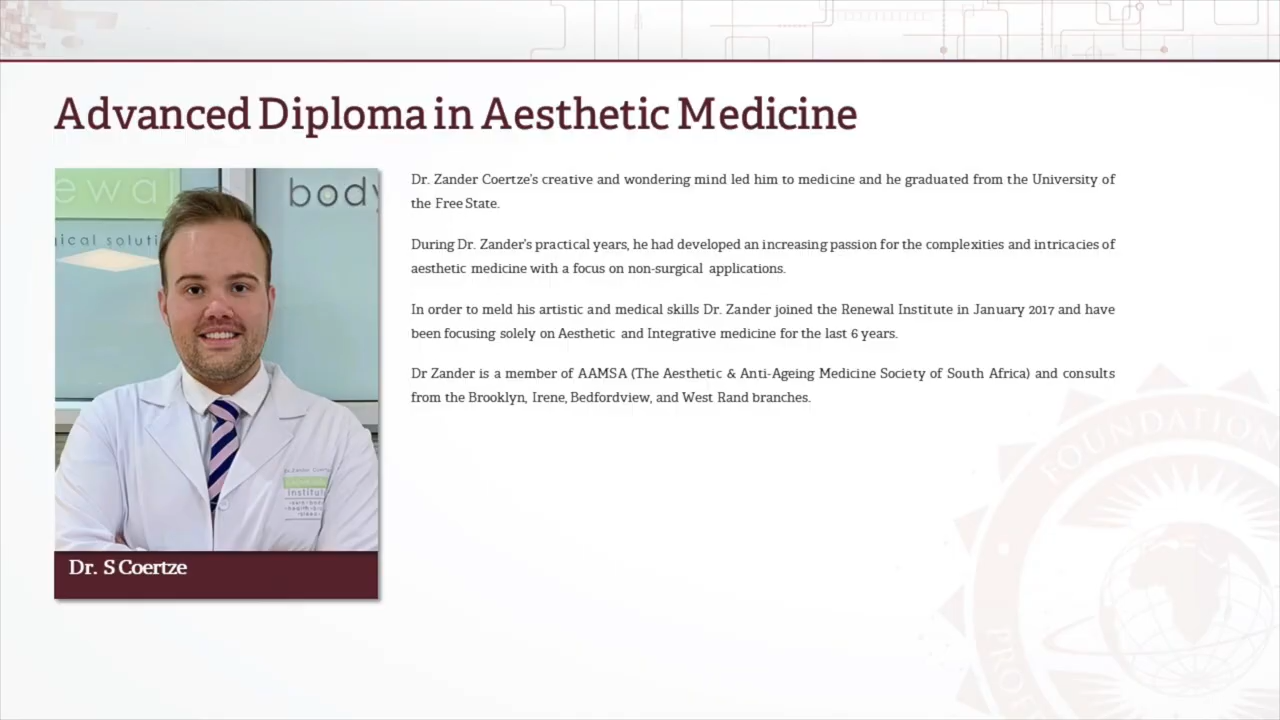 Advanced Diploma in Aesthetic Medicine
ewal
body
ical soluti
Dr. S Coertze
Dr. Zander Coertze's creative and wondering mind led him to medicine and he graduated from the University of
the Free State.
During Dr. Zander's practical years, he had developed an increasing passion for the complexities and intricacies of
aesthetic medicine with a focus on non-surgical applications.
In order to meld his artistic and medical skills Dr. Zander joined the Renewal Institute in January 2017 and have
been focusing solely on Aesthetic and Integrative medicine for the last 6 years.
Dr Zander is a member of AAMSA (The Aesthetic & Anti-Ageing Medicine Society of South Africa) and consults
from the Brooklyn, Irene, Bedfordview, and West Rand branches.
FOUNDATION